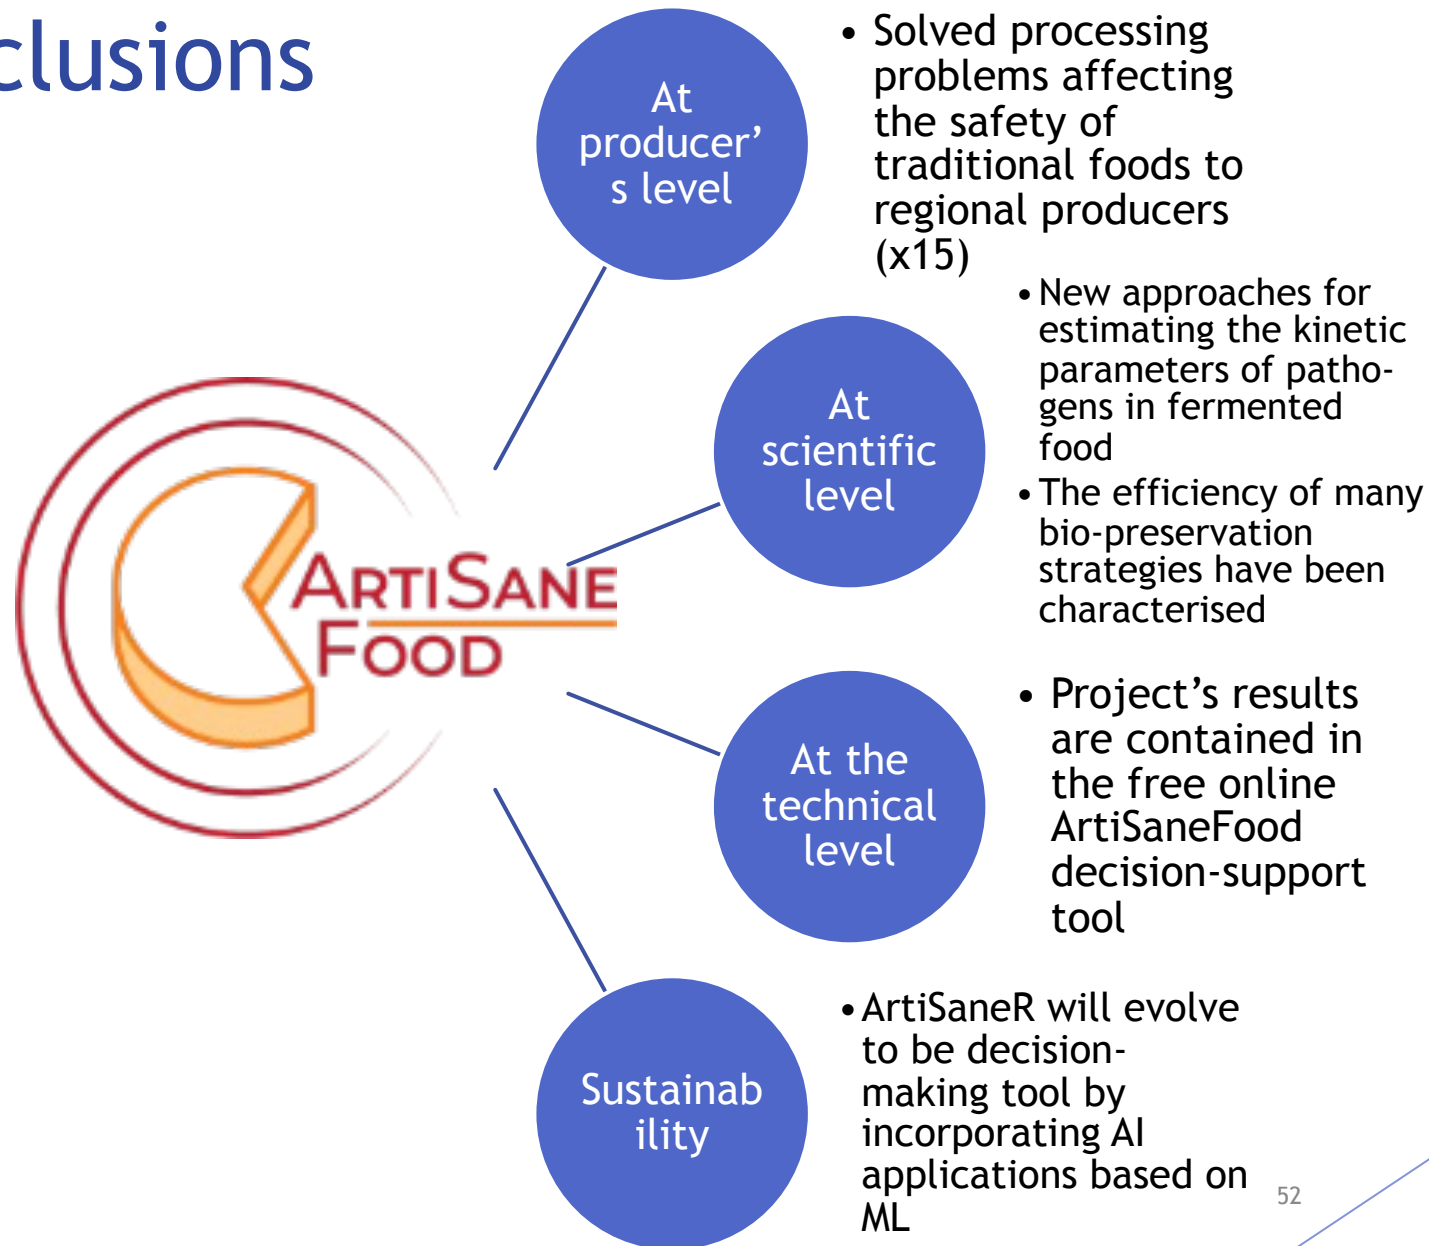 clusions
At
producer’
s level
• Solved processing
problems affecting
the safety of
traditional foods to
regional producers
(x15)
At
scientific
level
• New approaches for
estimating the kinetic
parameters of patho-
gens in fermented
food
• The efficiency of many
bio-preservation
strategies have been
characterised
ARTISANE
FOOD
At the
technical
level
• Project’s results
are contained in
the free online
ArtiSaneFood
decision-support
tool
Sustainab
ility
• ArtiSaneR will evolve
to be decision-
making tool by
incorporating AI
applications based on
ML
52